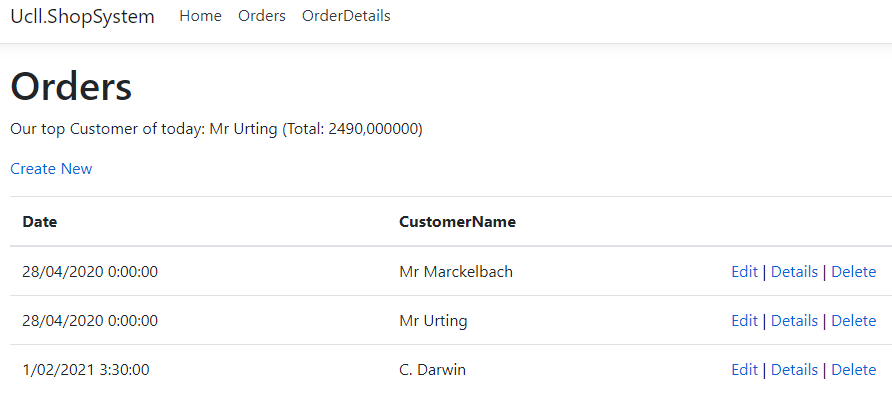 Ucll.ShopSystem Home Orders OrderDetails
Orders
Our top Customer of today: Mr Urting (Total: 2490,000000)
Create New
Date CustomerName
28/04/2020 0:00:00 Mr Marckelbach Edit | Details | Delete
28/04/2020 0:00:00 Mr Urting Edit | Details | Delete
1/02/2021 3:30:00 C. Darwin Edit | Details | Delete